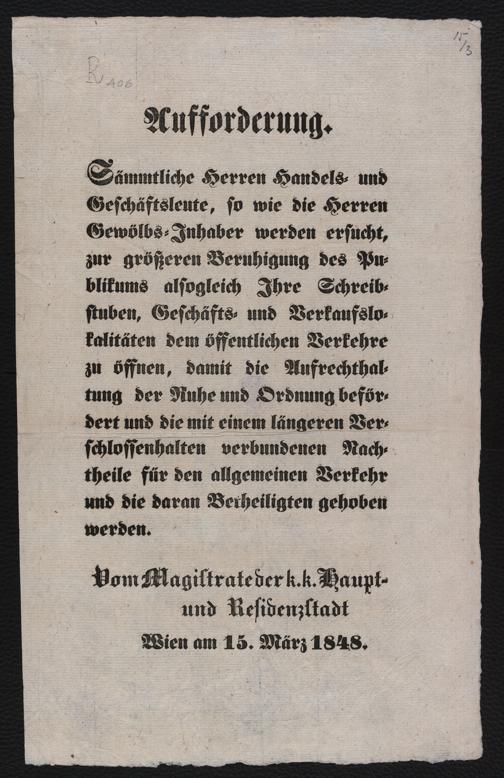 15/3
R 406
Aufforderung.
Sämmtliche Herren Handels- und
Geschäftsleute, so wie die Herren
Gewölbs-Inhaber werden ersucht,
zur größeren Beruhigung des Pu-
blikums alsogleich Ihre Schreib-
stuben, Geschäfts- und Verkaufslo-
kalitäten dem öffentlichen Verkehre
zu öffnen, damit die Aufrechthal-
tung der Ruhe und Ordnung beför-
dert und die mit einem längeren Ver-
schlossenhalten verbundenen Nach-
theile für den allgemeinen Verkehr
und die daran Betheiligten gehoben
werden.
Vom Magistrate der k. k. Haupt-
und Residenzstadt
Wien am 15. März 1848.